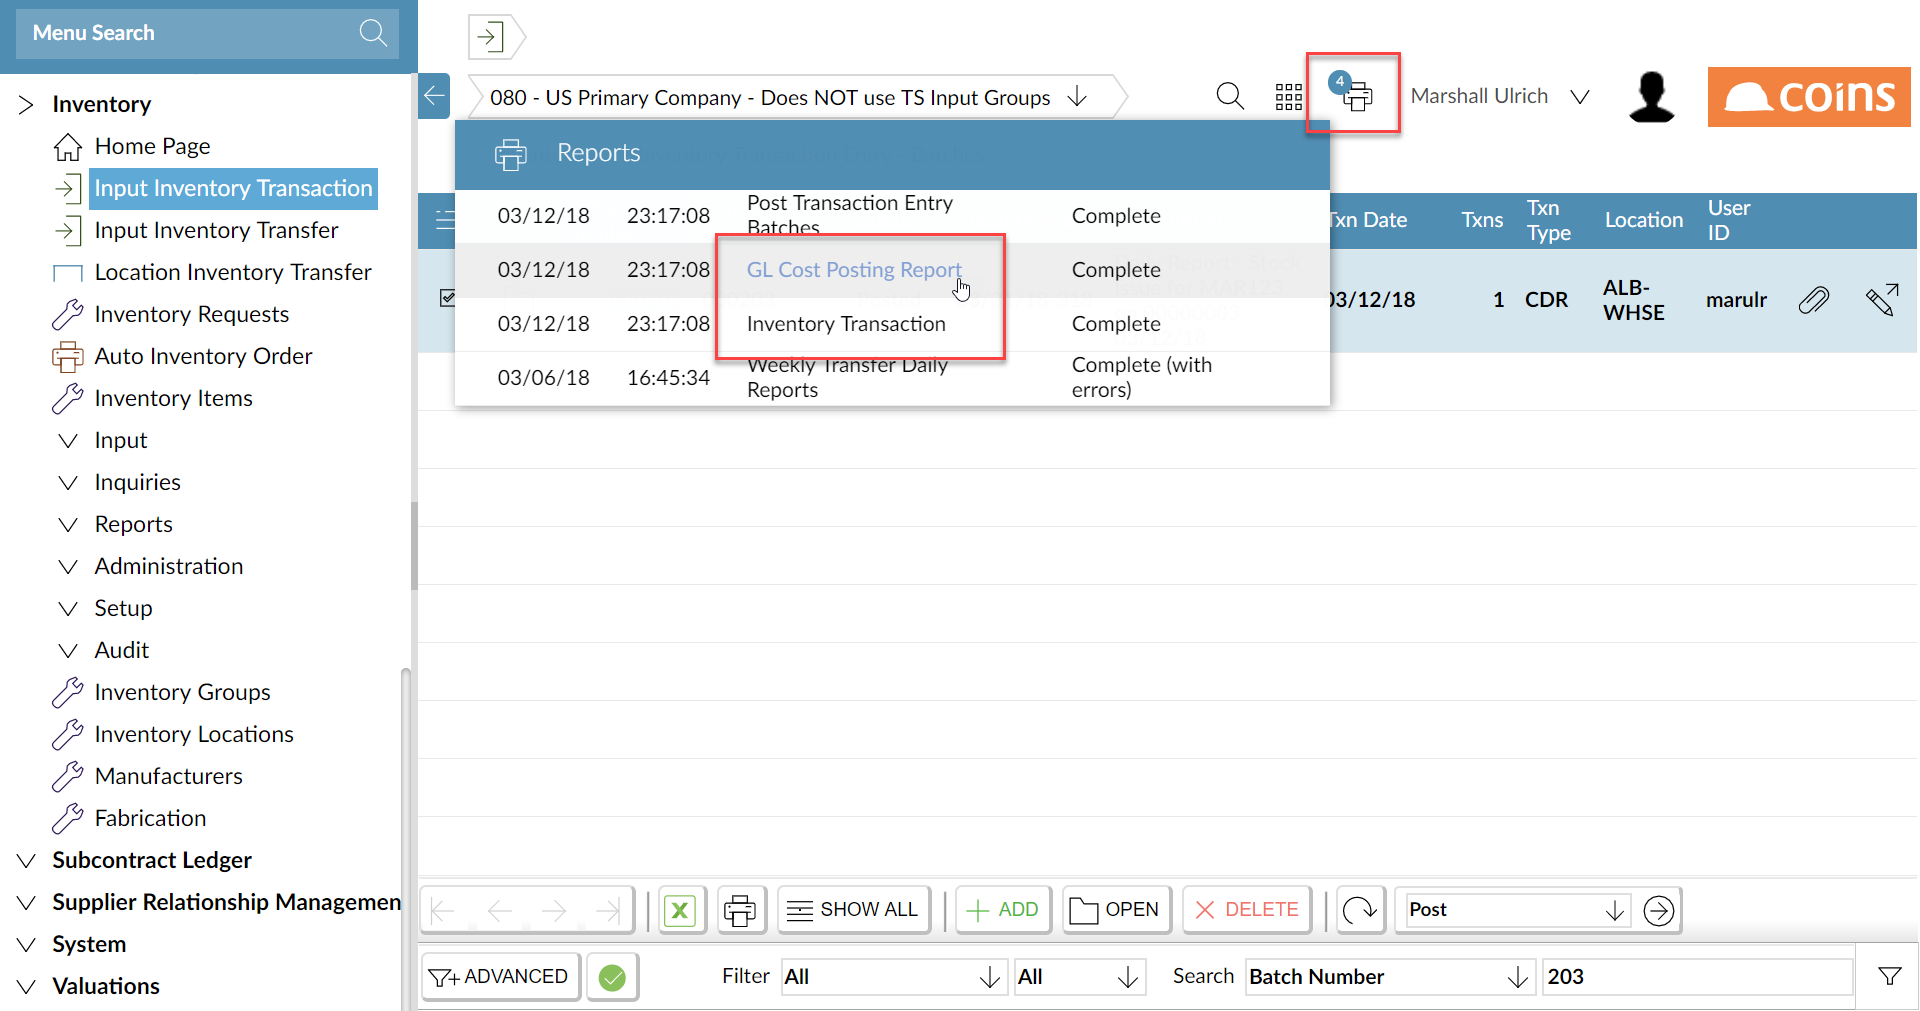 Menu Search
Inventory
Home Page
Input Inventory Transaction
Input Inventory Transfer
Location Inventory Transfer
Inventory Requests
Auto Inventory Order
Inventory Items
Input
Inquiries
Reports
Administration
Setup
Audit
Inventory Groups
Inventory Locations
Manufacturers
Fabrication
Subcontract Ledger
Supplier Relationship Managemen
System
Valuations
080 - US Primary Company - Does NOT use TS Input Groups
4
Marshall Ulrich
coins
Reports
03/12/18 23:17:08 Post Transaction Entry Batches Complete
03/12/18 23:17:08 GL Cost Posting Report Complete
03/12/18 23:17:08 Inventory Transaction Complete
03/06/18 16:45:34 Weekly Transfer Daily Reports Complete (with errors)
Txn Date Txns Txn Type Location User ID
03/12/18 1 CDR ALB-WHSE marulr
SHOW ALL ADD OPEN DELETE Post
ADVANCED Filter All All Search Batch Number 203